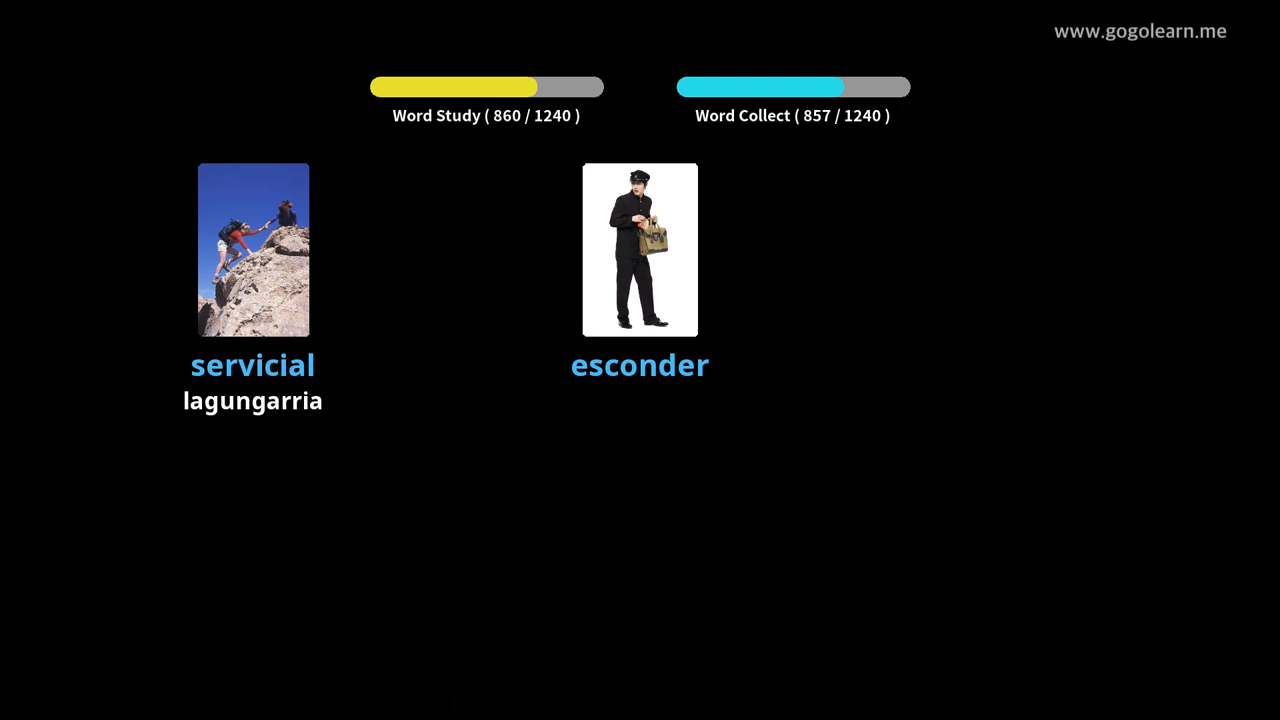 www.gogolearn.me
Word Study ( 860 / 1240 )
Word Collect ( 857 / 1240 )
servicial
lagungarria
esconder